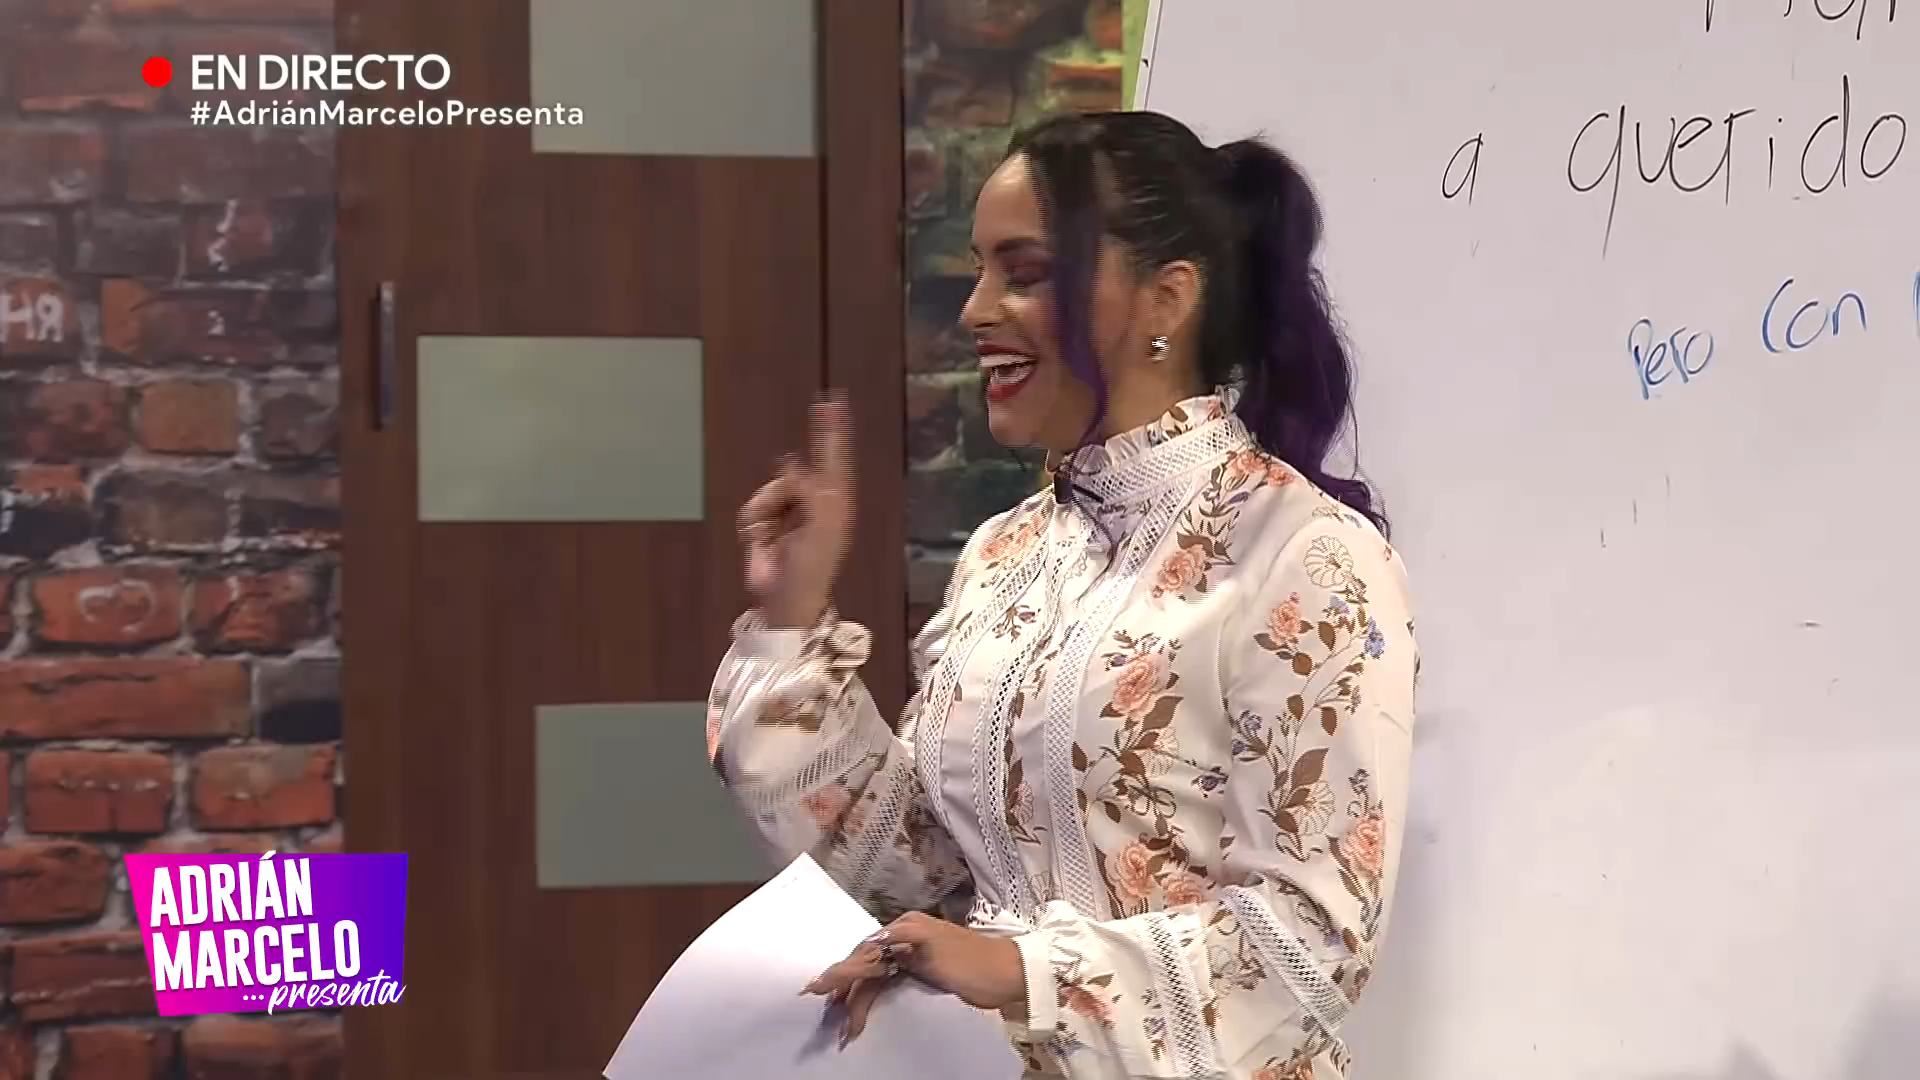 EN DIRECTO
#AdriánMarceloPresenta
a querido
Pero con
ADRIÁN
MARCELO
...presenta